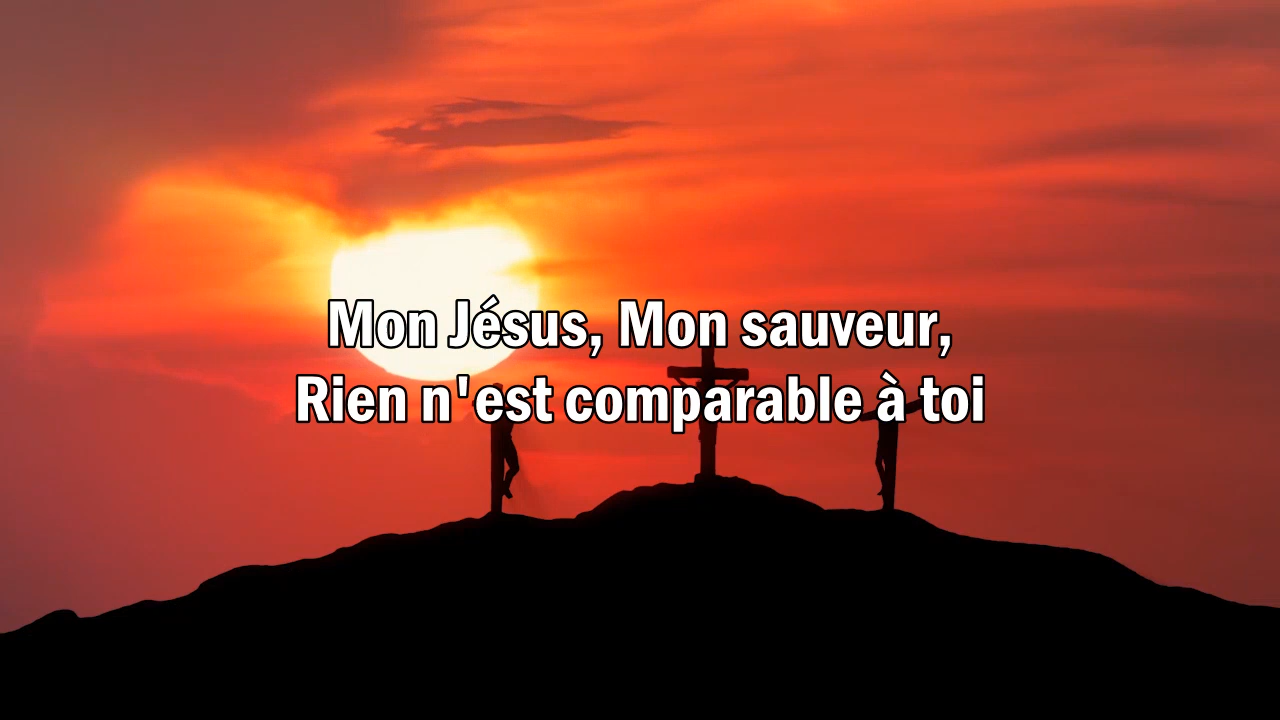 Mon Jésus, Mon sauveur,
Rien n'est comparable à toi